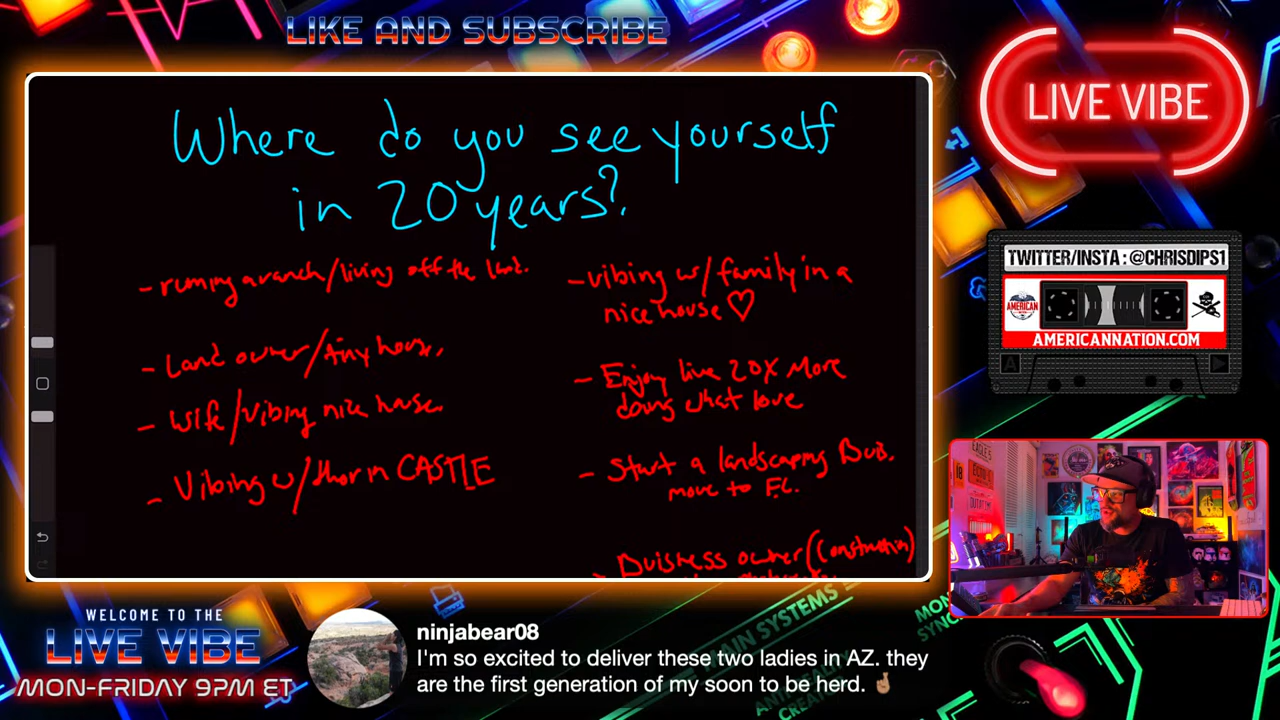 LIKE AND SUBSCRIBE
LIVE VIBE
Where do you see yourself
in 20 years?
- running a ranch/living off the land.
- vibing w/family in a
nice house ♡
- Land owner/tiny house.
- Enjoy live 20X More
doing what love
- Wife/vibing nice house.
- Start a landscaping Buis.
move to F.C.
- Vibing w/ in CASTLE
- Buisness owner (Construction)
TWITTER/INSTA : @CHRISDIPS1
AMERICAN
AMERICANNATION.COM
A
WELCOME TO THE
LIVE VIBE
MON-FRIDAY 9PM ET
ninjabear08
I'm so excited to deliver these two ladies in AZ. they
are the first generation of my soon to be herd. 🤞🏽